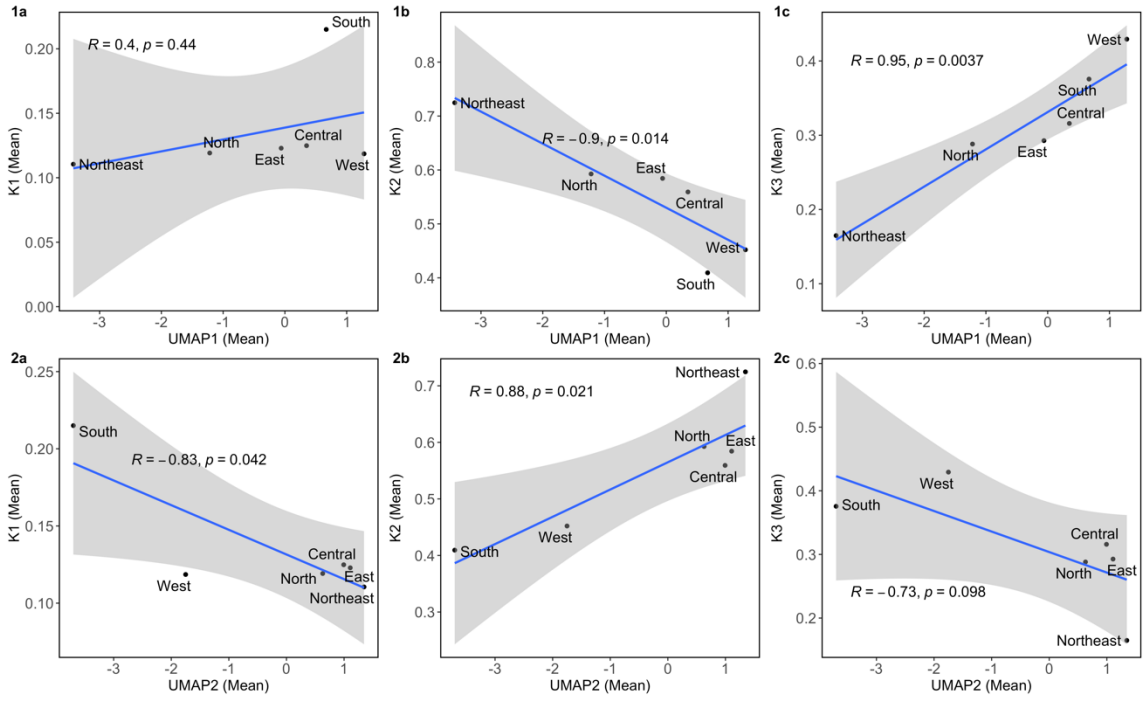 1a
R = 0.4, p = 0.44
South
Northeast
North
East
Central
West
0.20
0.15
0.10
0.05
0.00
K1 (Mean)
-3
-2
-1
0
1
UMAP1 (Mean)
1b
Northeast
R = −0.9, p = 0.014
North
East
Central
West
South
0.8
0.7
0.6
0.5
0.4
K2 (Mean)
-3
-2
-1
0
1
UMAP1 (Mean)
1c
R = 0.95, p = 0.0037
West
South
Central
North
East
Northeast
0.4
0.3
0.2
0.1
K3 (Mean)
-3
-2
-1
0
1
UMAP1 (Mean)
2a
South
R = −0.83, p = 0.042
West
Central
North
East
Northeast
0.25
0.20
0.15
0.10
K1 (Mean)
-3
-2
-1
0
1
UMAP2 (Mean)
2b
R = 0.88, p = 0.021
Northeast
North
East
Central
West
South
0.7
0.6
0.5
0.4
0.3
K2 (Mean)
-3
-2
-1
0
1
UMAP2 (Mean)
2c
West
South
Central
North
East
R = −0.73, p = 0.098
Northeast
0.6
0.5
0.4
0.3
0.2
K3 (Mean)
-3
-2
-1
0
1
UMAP2 (Mean)